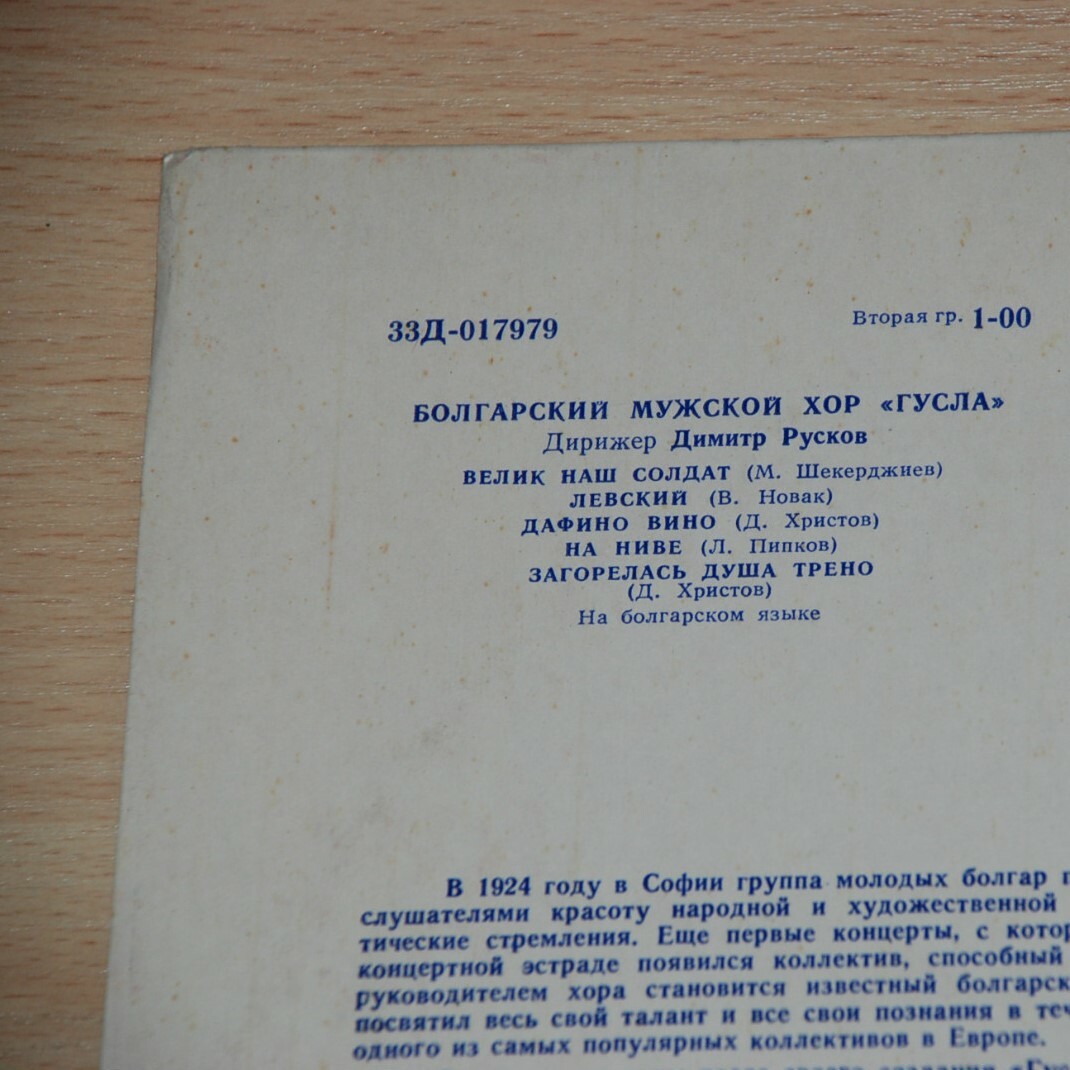 33Д-017979
Вторая гр. 1-00
БОЛГАРСКИЙ МУЖСКОЙ ХОР «ГУСЛА»
Дирижер Димитр Русков
ВЕЛИК НАШ СОЛДАТ (М. Шекерджиев)
ЛЕВСКИЙ (В. Новак)
ДАФИНО ВИНО (Д. Христов)
НА НИВЕ (Л. Пипков)
ЗАГОРЕЛАСЬ ДУША ТРЕНО
(Д. Христов)
На болгарском языке
В 1924 году в Софии группа молодых болгар
слушателями красоту народной и художественной
тические стремления. Еще первые концерты, с
концертной эстраде появился коллектив, способный
руководителем хора становится известный
посвятил весь свой талант и все свои познания в
одного из самых популярных коллективов в Европе.